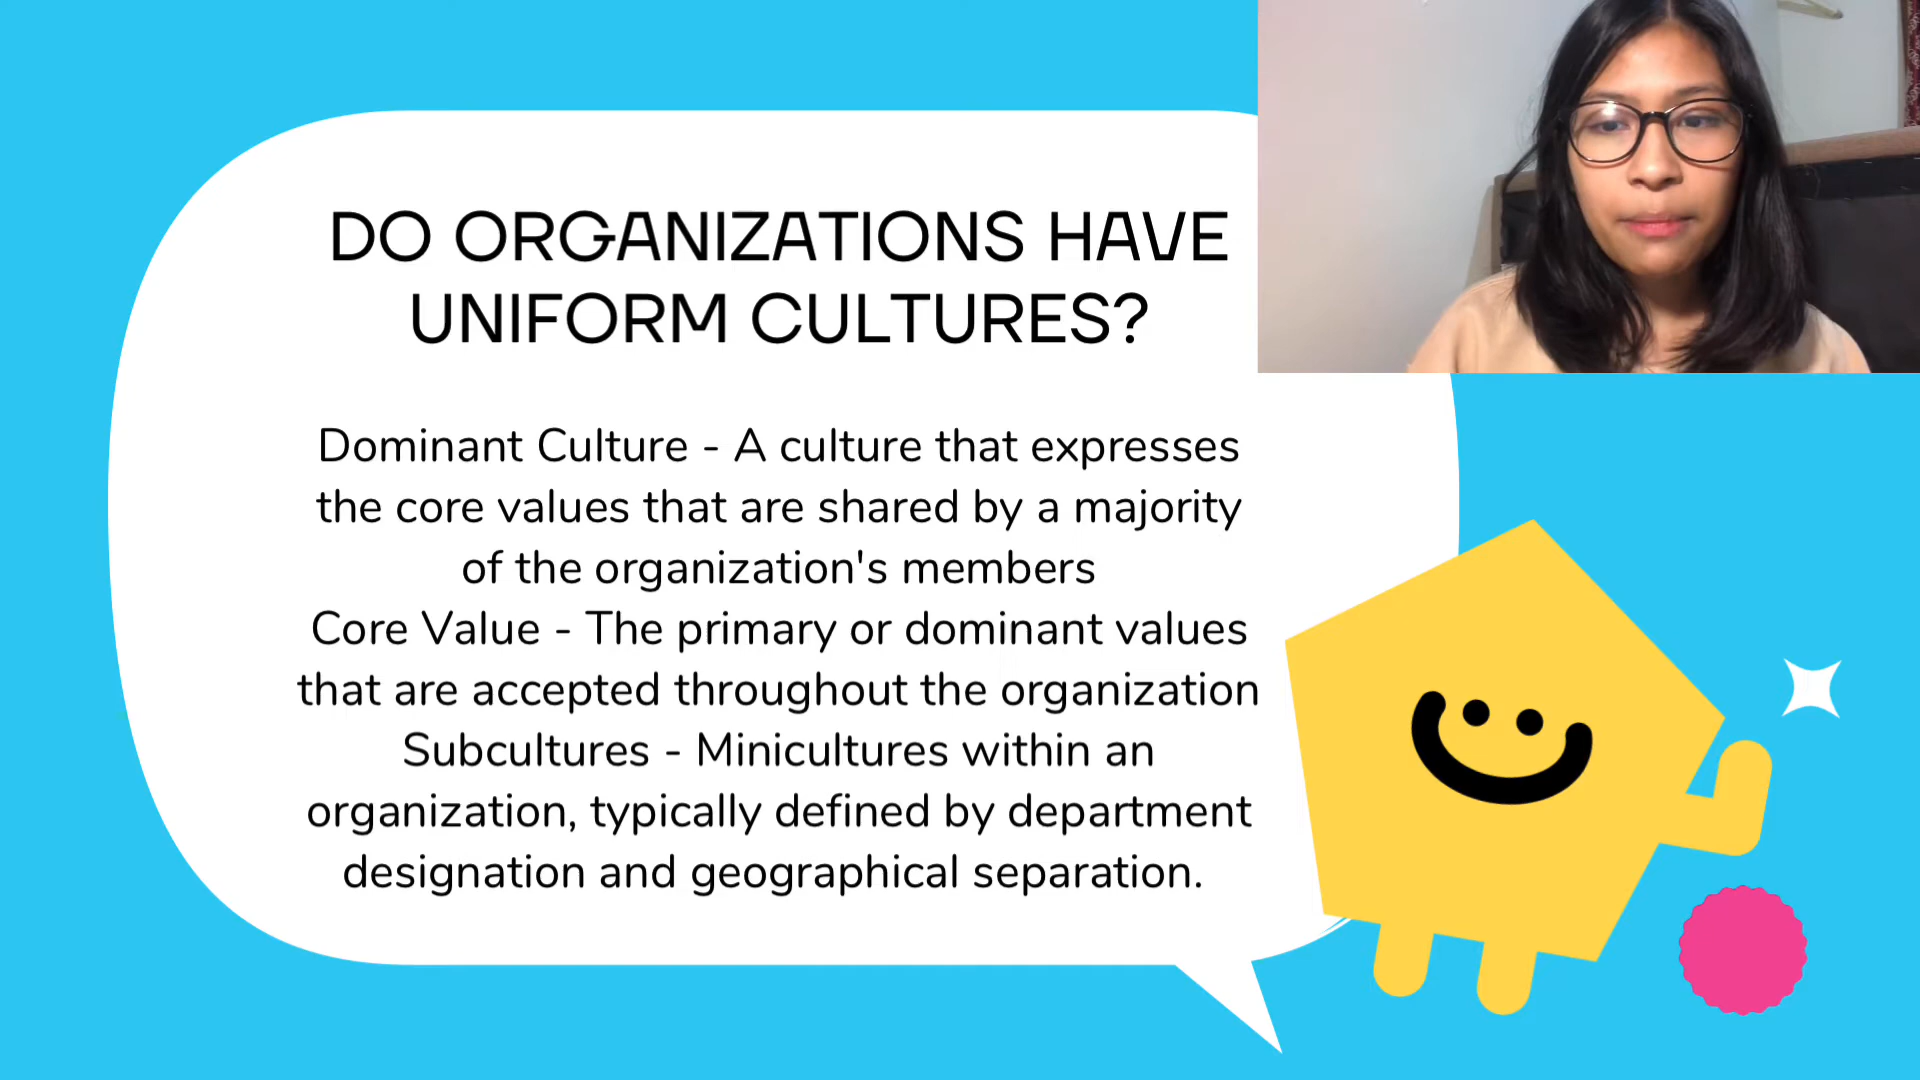 DO ORGANIZATIONS HAVE
UNIFORM CULTURES?
Dominant Culture - A culture that expresses
the core values that are shared by a majority
of the organization's members
Core Value - The primary or dominant values
that are accepted throughout the organization
Subcultures - Minicultures within an
organization, typically defined by department
designation and geographical separation.